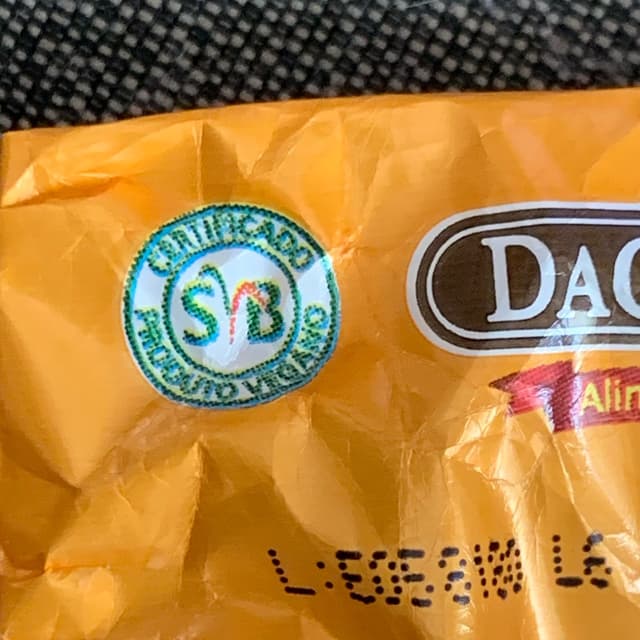 CERTIFICADO
SVB
PRODUTO VEGANO
DAC
Alim